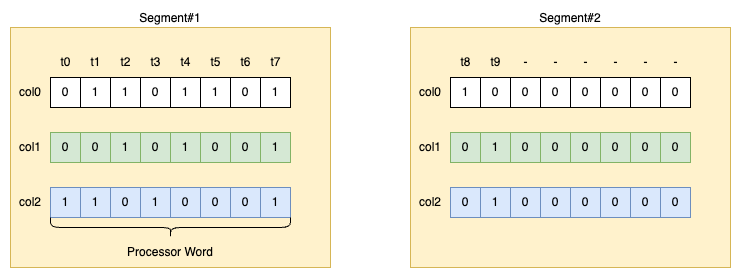 Segment#1
t0 t1 t2 t3 t4 t5 t6 t7
col0 0 1 1 0 1 1 0 1
col1 0 0 1 0 1 0 0 1
col2 1 1 0 1 0 0 0 1
Processor Word
Segment#2
t8 t9 - - - - - -
col0 1 0 0 0 0 0 0 0
col1 0 1 0 0 0 0 0 0
col2 0 1 0 0 0 0 0 0